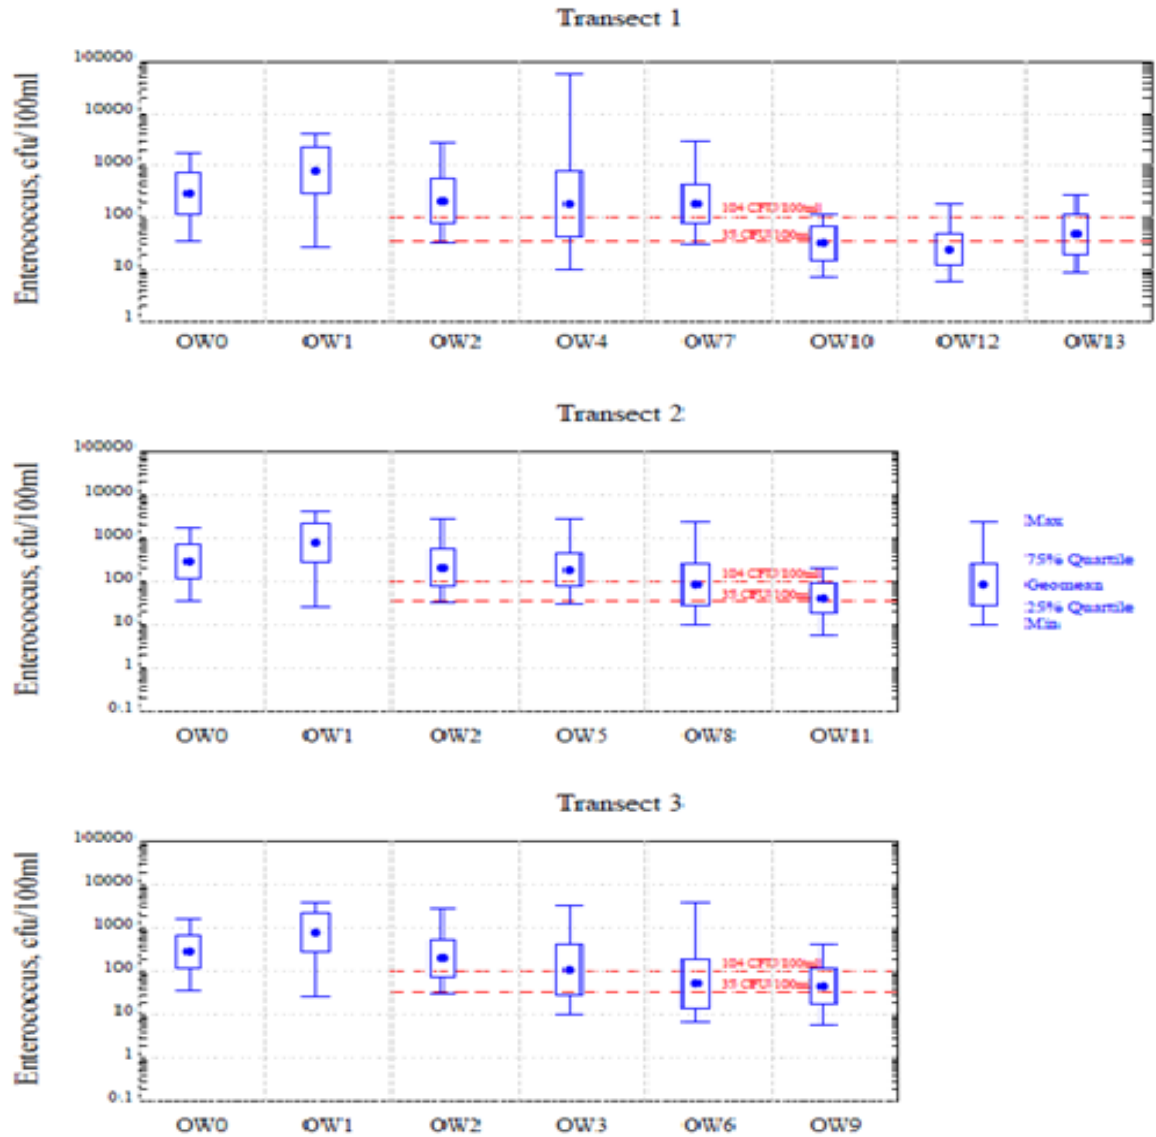 Transect 1
Enterococcus, cfu/100ml
100000
10000
1000
100
10
1
104 CFU/100ml
35 CFU/100ml
OW0 OW1 OW2 OW4 OW7 OW10 OW12 OW13
Transect 2
Enterococcus, cfu/100ml
100000
10000
1000
100
10
1
0.1
104 CFU/100ml
35 CFU/100ml
OW0 OW1 OW2 OW5 OW8 OW11
Max
75% Quartile
Geomean
25% Quartile
Min
Transect 3
Enterococcus, cfu/100ml
100000
10000
1000
100
10
1
0.1
104 CFU/100ml
35 CFU/100ml
OW0 OW1 OW2 OW3 OW6 OW9